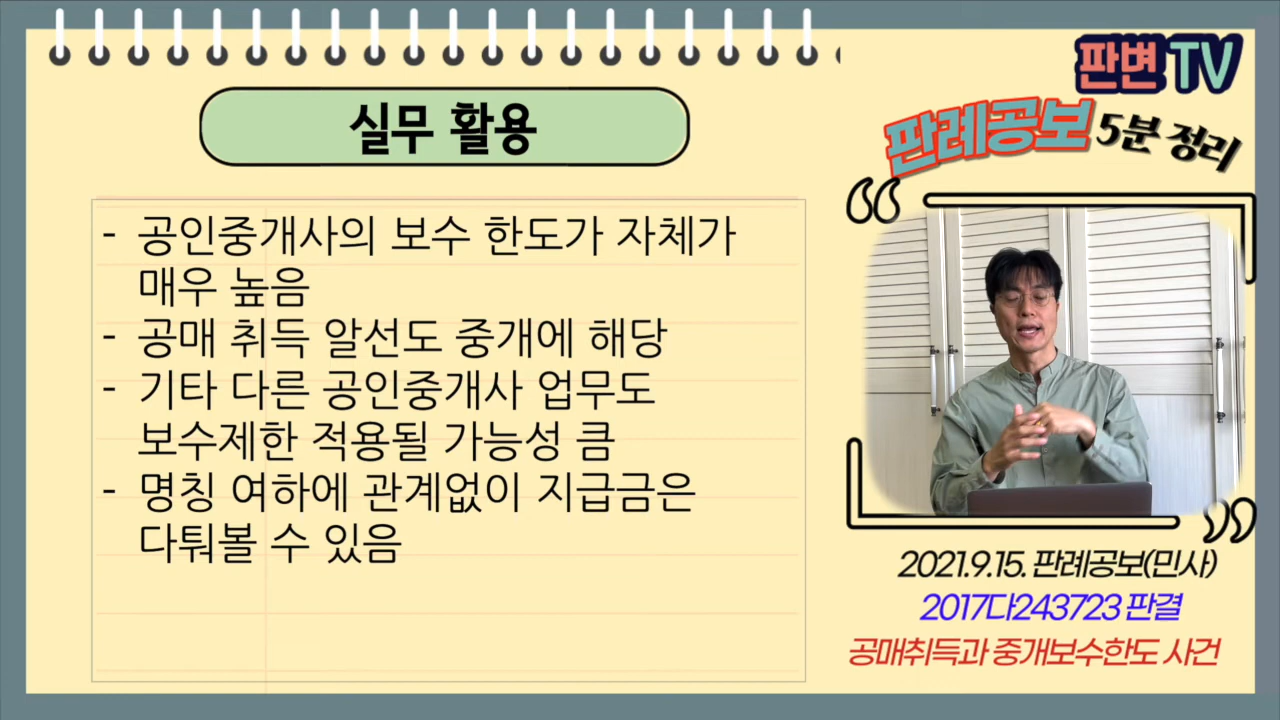 실무 활용
- 공인중개사의 보수 한도가 자체가
매우 높음
- 공매 취득 알선도 중개에 해당
- 기타 다른 공인중개사 업무도
보수제한 적용될 가능성 큼
- 명칭 여하에 관계없이 지급금은
다퉈볼 수 있음
판변 TV
판례공보 5분 정리
2021.9.15. 판례공보(민사)
2017다243723 판결
공매취득과 중개보수한도 사건